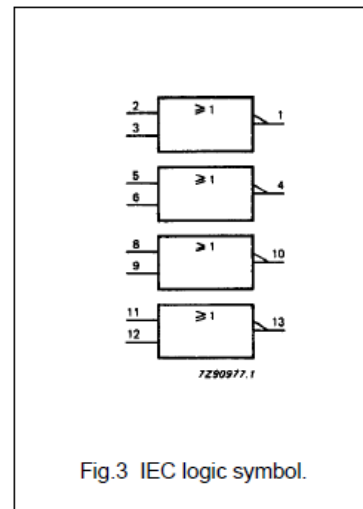 2 ≥ 1 1
3
5 ≥ 1 4
6
8 ≥ 1 10
9
11 ≥ 1 13
12
7Z90977.1
Fig.3 IEC logic symbol.